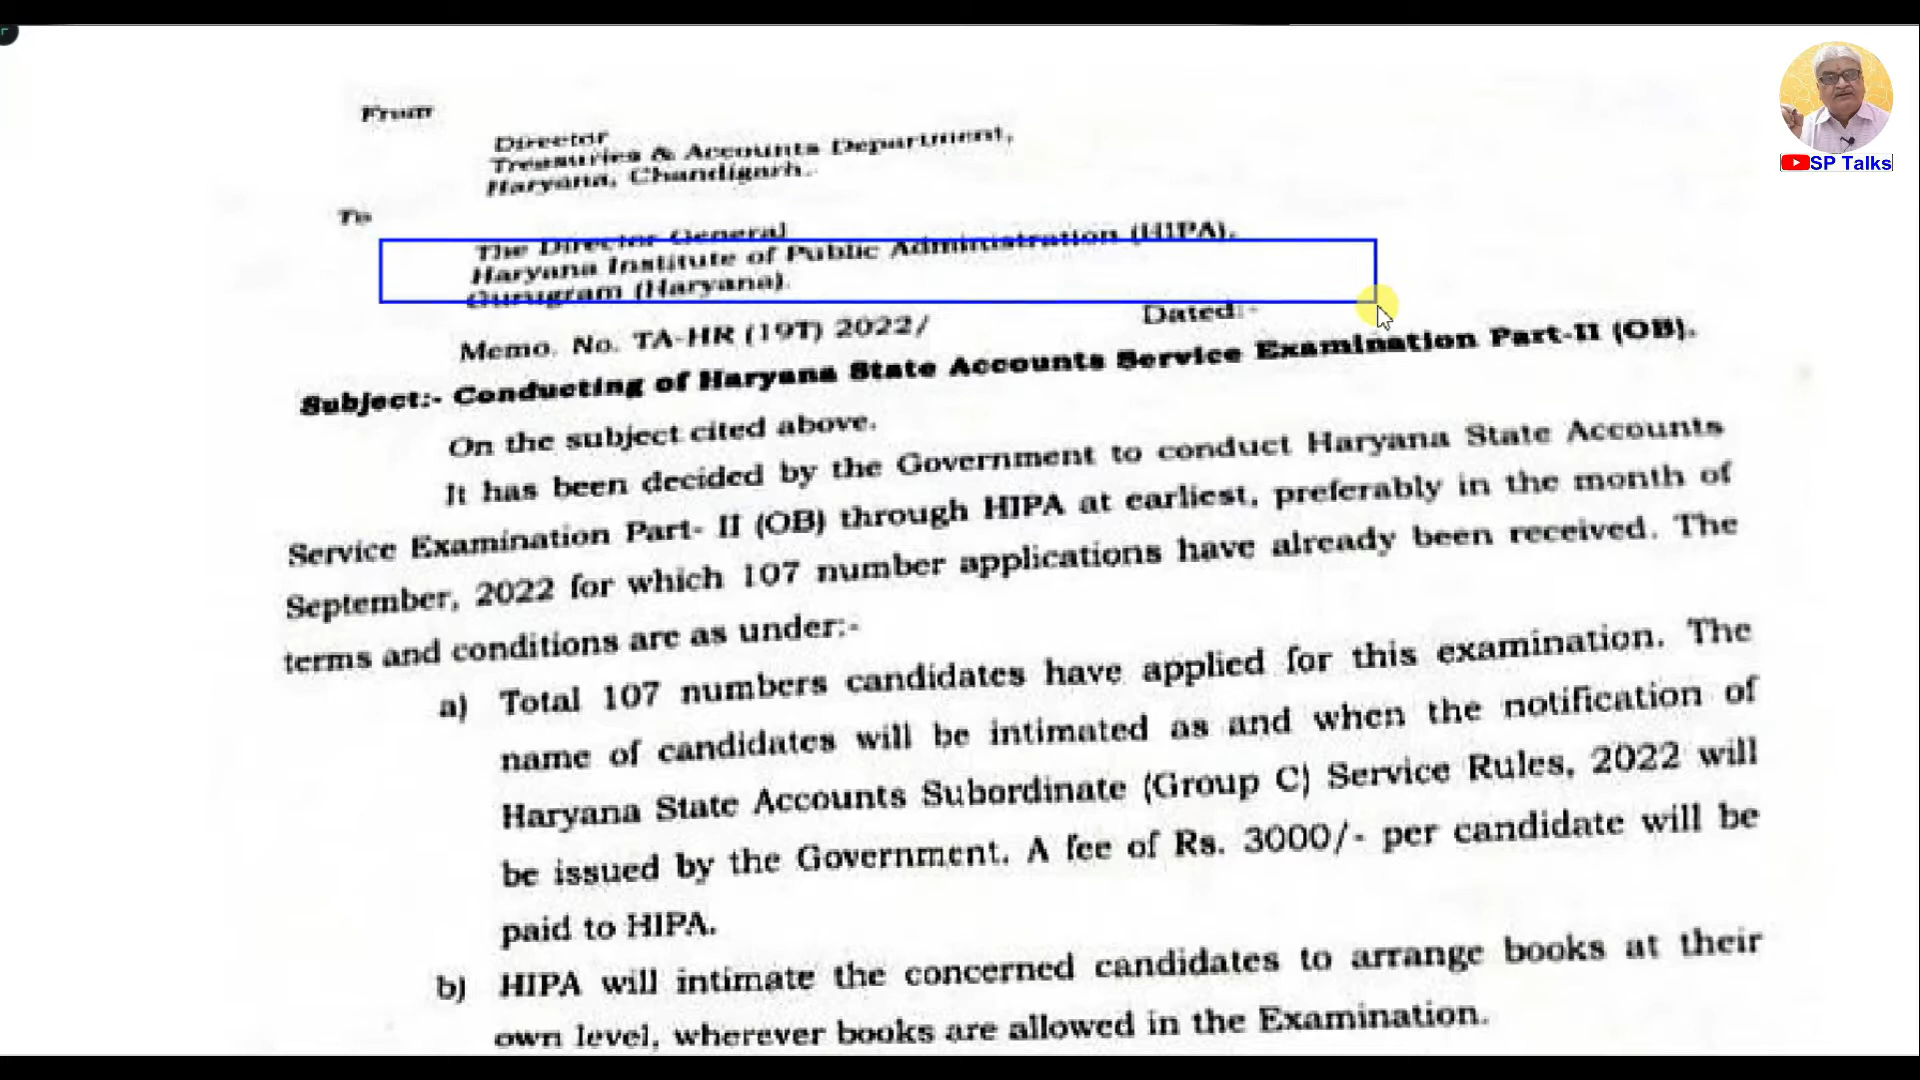 From
Director
Treasuries & Accounts Department,
Haryana, Chandigarh.
To
The Director General
Haryana Institute of Public Administration (HIPA),
Gurugram (Haryana).
Memo. No. TA-HR (19T) 2022/ Dated:-
Subject:- Conducting of Haryana State Accounts Service Examination Part-II (OB).
On the subject cited above.
It has been decided by the Government to conduct Haryana State Accounts
Service Examination Part- II (OB) through HIPA at earliest, preferably in the month of
September, 2022 for which 107 number applications have already been received. The
terms and conditions are as under:-
a) Total 107 numbers candidates have applied for this examination. The
name of candidates will be intimated as and when the notification of
Haryana State Accounts Subordinate (Group C) Service Rules, 2022 will
be issued by the Government. A fee of Rs. 3000/- per candidate will be
paid to HIPA.
b) HIPA will intimate the concerned candidates to arrange books at their
own level, wherever books are allowed in the Examination.
SP Talks